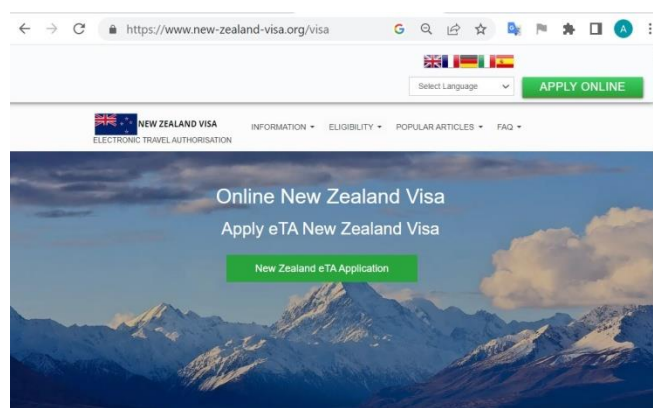 https://www.new-zealand-visa.org/visa
G
A
Select Language
APPLY ONLINE
NEW ZEALAND VISA
ELECTRONIC TRAVEL AUTHORISATION
INFORMATION
ELIGIBILITY
POPULAR ARTICLES
FAQ
Online New Zealand Visa
Apply eTA New Zealand Visa
New Zealand eTA Application